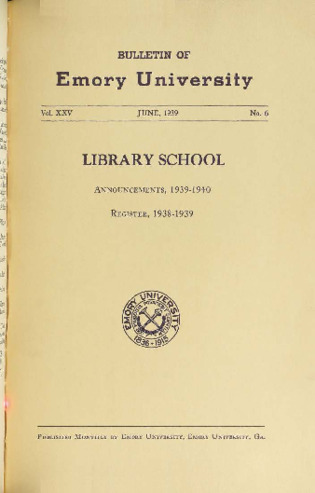 BULLETIN OF
Emory University
Vol. XXV JUNE, 1939 No. 6
LIBRARY SCHOOL
ANNOUNCEMENTS, 1939-1940
REGISTER, 1938-1939
EMORY UNIVERSITY
1836-1915
PUBLISHED MONTHLY BY EMORY UNIVERSITY, EMORY UNIVERSITY, GA.